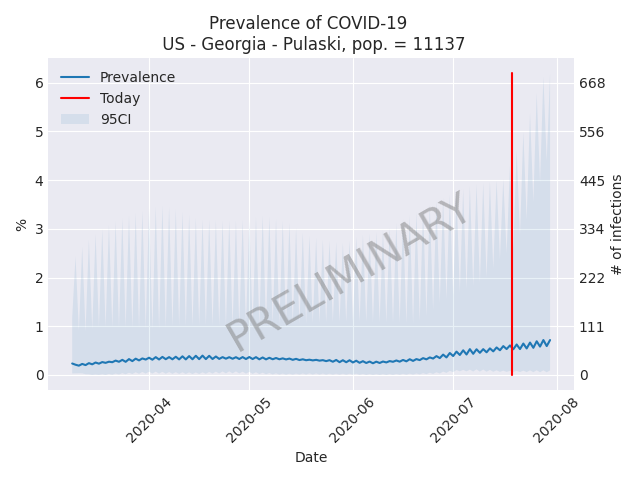 Prevalence of COVID-19
US - Georgia - Pulaski, pop. = 11137
Prevalence
Today
95CI
6
5
4
3
2
1
0
%
668
556
445
334
222
111
0
# of infections
PRELIMINARY
2020-04
2020-05
2020-06
2020-07
2020-08
Date